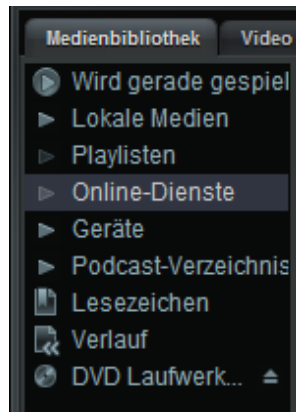 Medienbibliothek Video
Wird gerade gespiel
Lokale Medien
Playlisten
Online-Dienste
Geräte
Podcast-Verzeichnis
Lesezeichen
Verlauf
DVD Laufwerk...